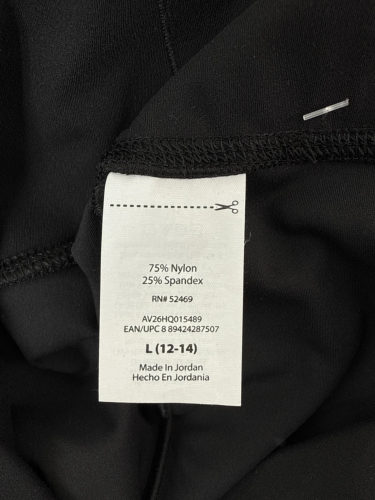 75% Nylon
25% Spandex
RN# 52469
AV26HQ015489
EAN/UPC 8 89424287507
L (12-14)
Made In Jordan
Hecho En Jordania